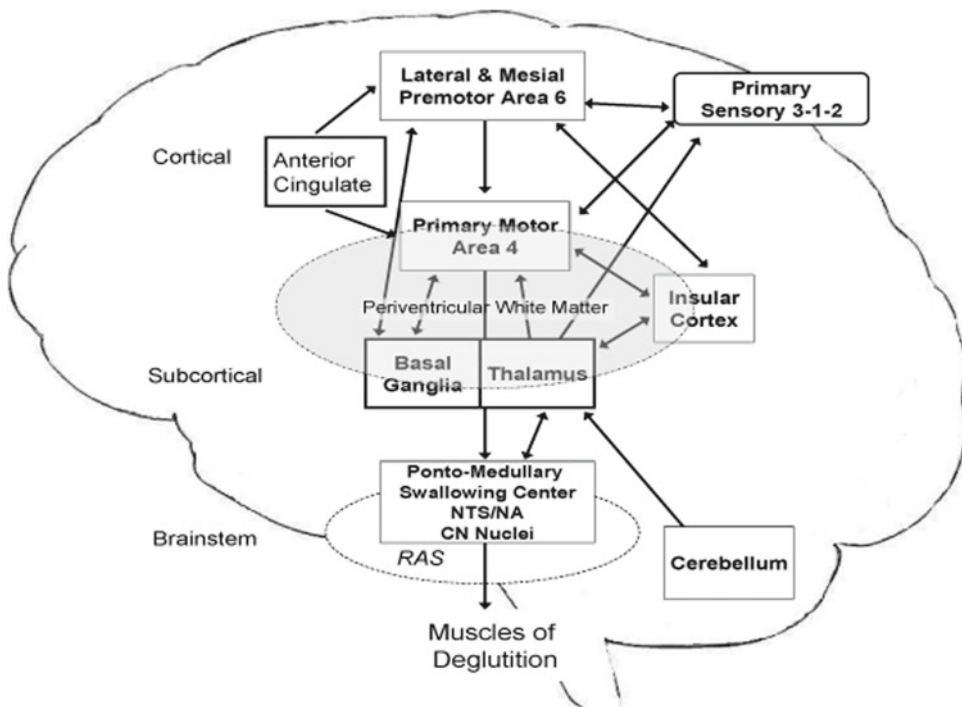 Lateral & Mesial
Premotor Area 6
Primary
Sensory 3-1-2
Cortical
Anterior
Cingulate
Primary Motor
Area 4
Periventricular White Matter
Insular
Cortex
Subcortical
Basal
Ganglia
Thalamus
Ponto-Medullary
Swallowing Center
NTS/NA
CN Nuclei
Brainstem
RAS
Cerebellum
Muscles of
Deglutition